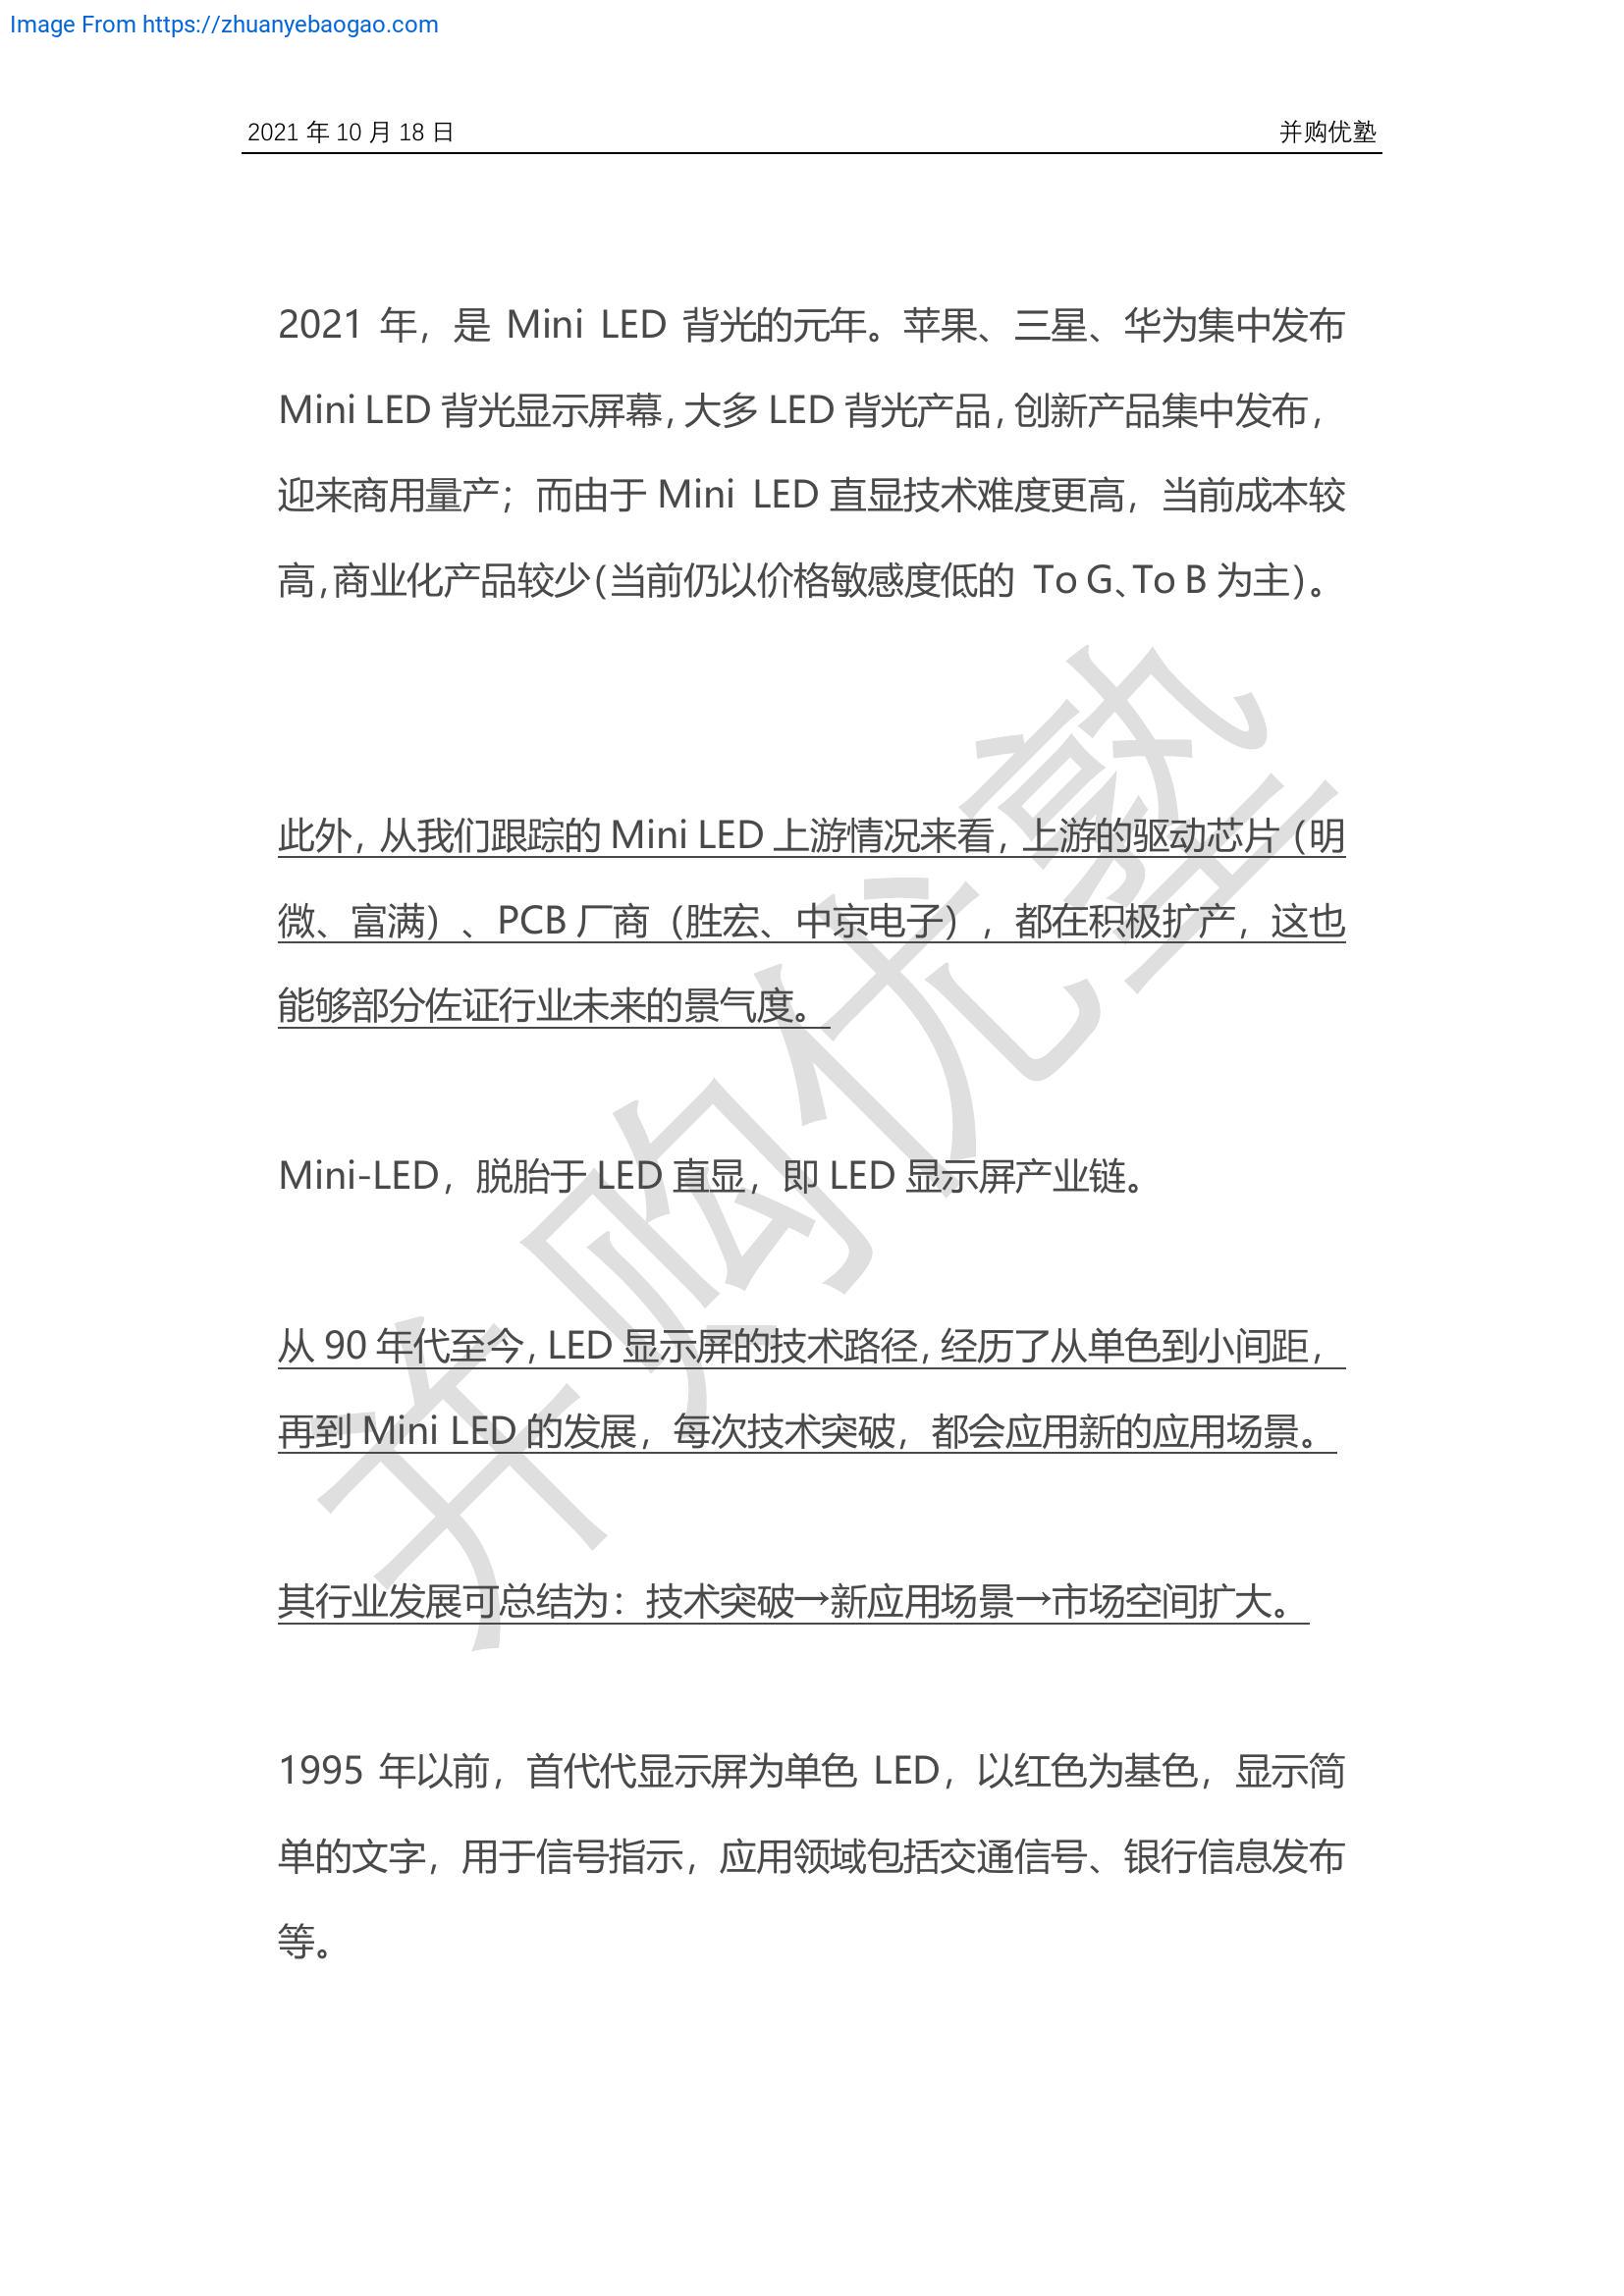 Image From https://zhuanyebaogao.com
2021 年 10 月 18 日 并购优塾
2021 年，是 Mini LED 背光的元年。苹果、三星、华为集中发布
Mini LED 背光显示屏幕，大多 LED 背光产品，创新产品集中发布，
迎来商用量产；而由于 Mini LED 直显技术难度更高，当前成本较
高，商业化产品较少（当前仍以价格敏感度低的 To G、To B 为主）。
此外，从我们跟踪的 Mini LED 上游情况来看，上游的驱动芯片（明
微、富满）、PCB 厂商（胜宏、中京电子），都在积极扩产，这也
能够部分佐证行业未来的景气度。
Mini-LED，脱胎于 LED 直显，即 LED 显示屏产业链。
从 90 年代至今，LED 显示屏的技术路径，经历了从单色到小间距，
再到 Mini LED 的发展，每次技术突破，都会应用新的应用场景。
其行业发展可总结为：技术突破→新应用场景→市场空间扩大。
1995 年以前，首代代显示屏为单色 LED，以红色为基色，显示简
单的文字，用于信号指示，应用领域包括交通信号、银行信息发布
等。
并购优塾